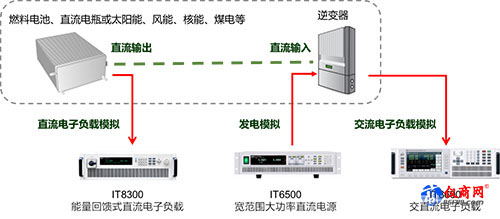 燃料电池、直流电瓶或太阳能、风能、核能、煤电等
逆变器
直流输出
直流输入
直流电子负载模拟
发电模拟
交流电子负载模拟
IT8300
能量回馈式直流电子负载
IT6500
宽范围大功率直流电源
交直流电子负载